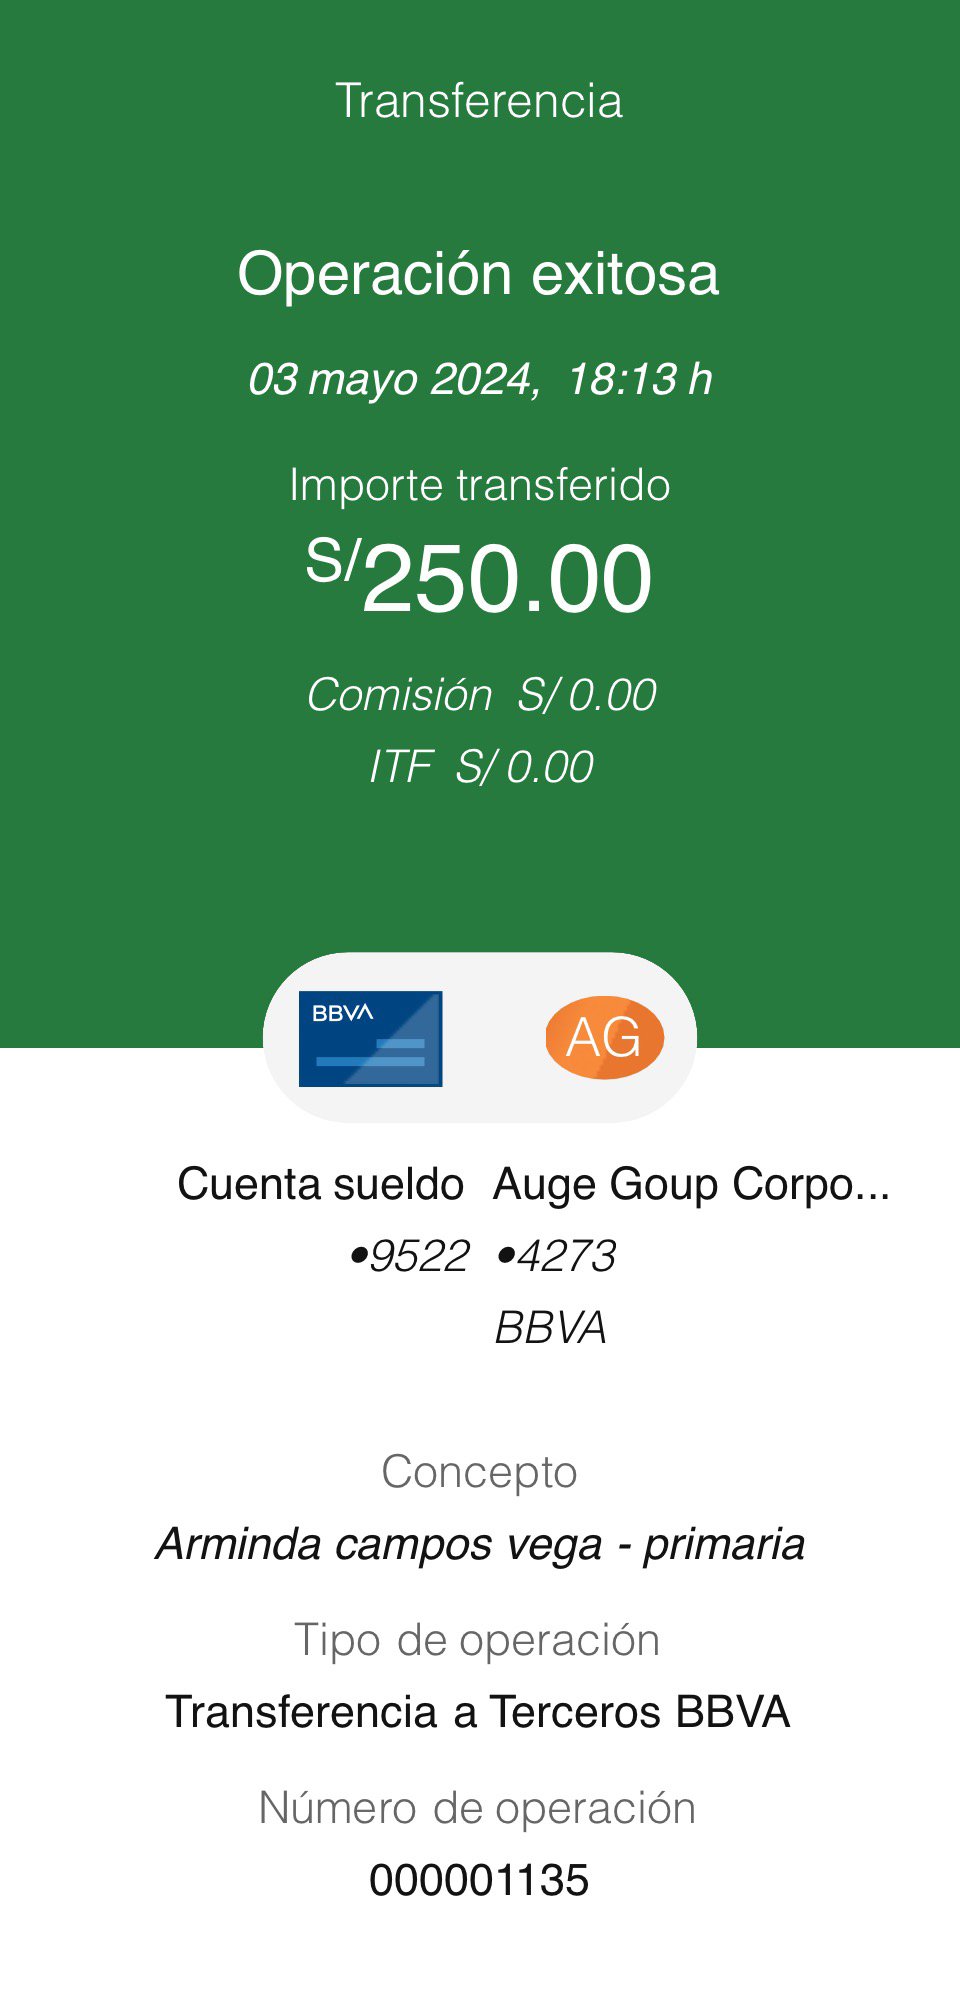 Transferencia
Operación exitosa
03 mayo 2024, 18:13 h
Importe transferido
S/250.00
Comisión S/ 0.00
ITF S/ 0.00
BBVA
AG
Cuenta sueldo Auge Goup Corpo...
•9522 •4273
BBVA
Concepto
Arminda campos vega - primaria
Tipo de operación
Transferencia a Terceros BBVA
Número de operación
000001135